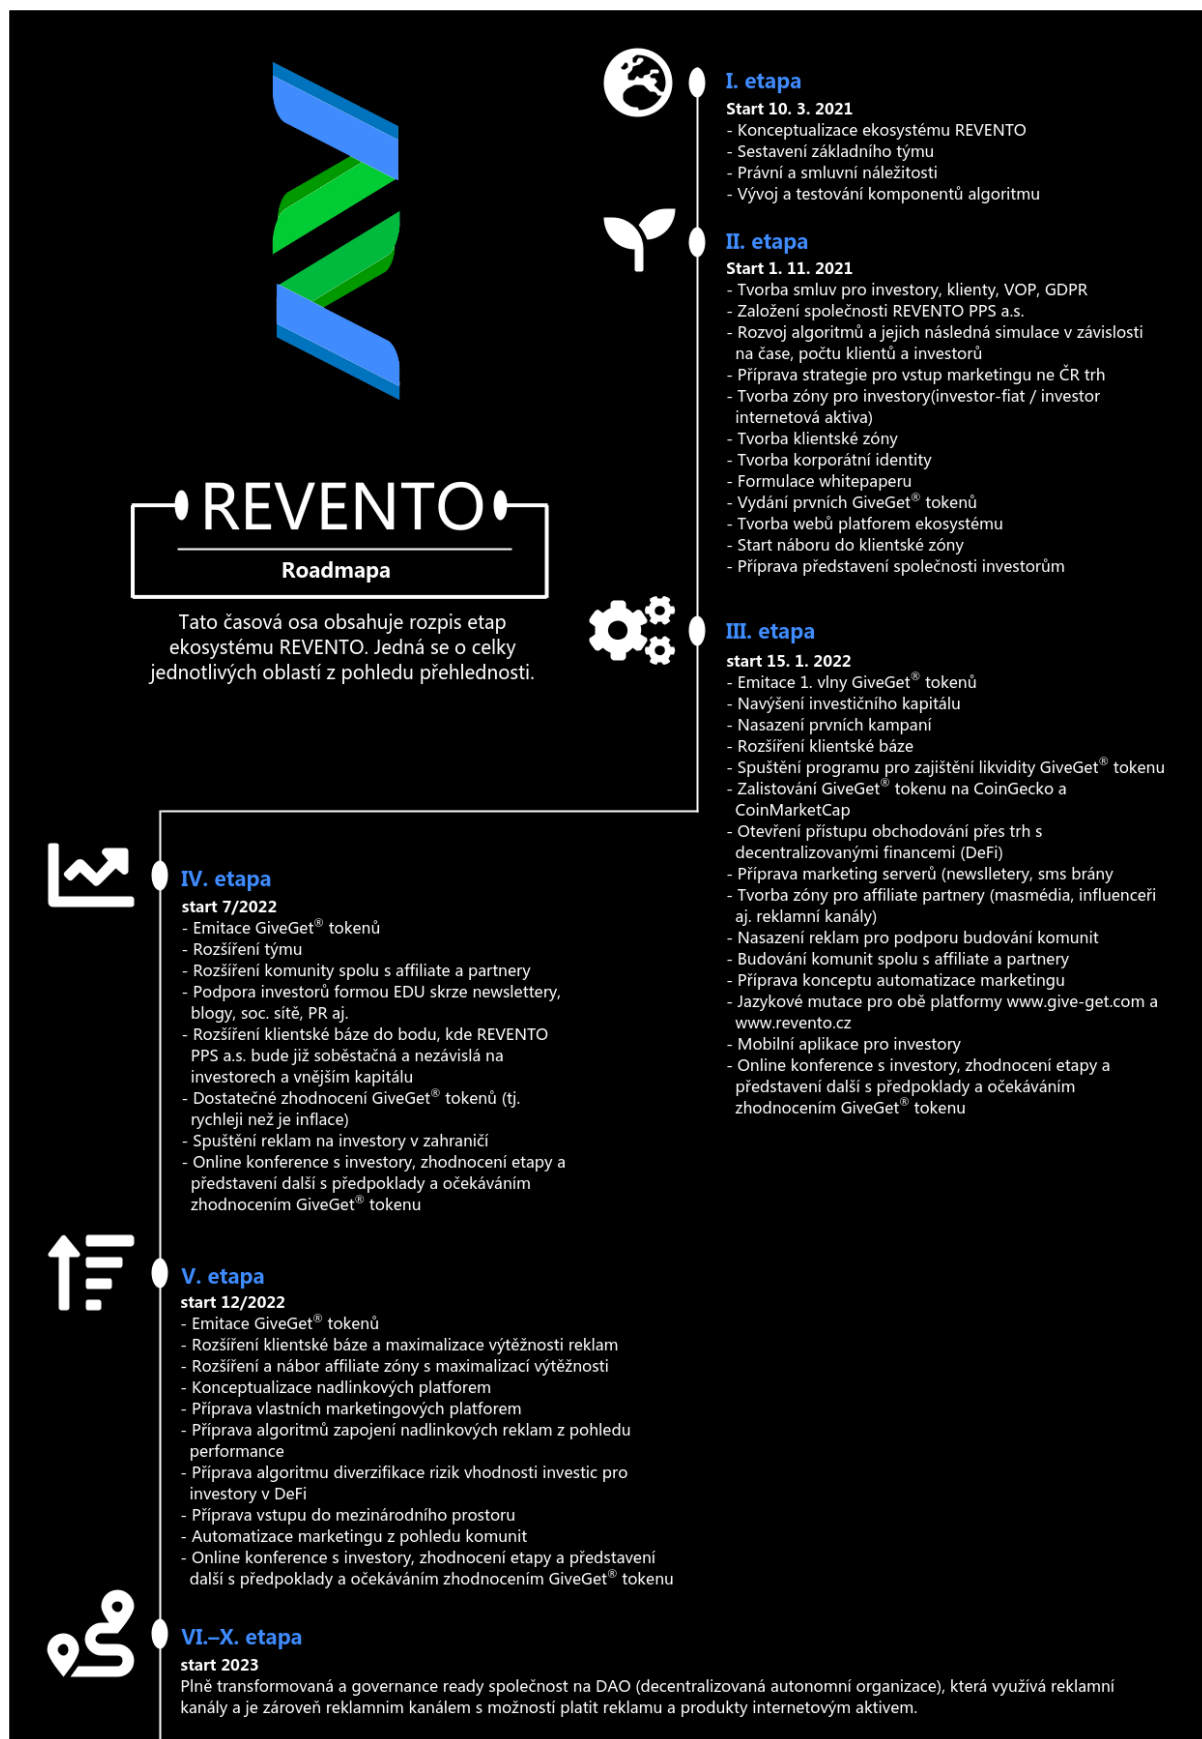 REVENTO
Roadmapa
Tato časová osa obsahuje rozpis etap
ekosystému REVENTO. Jedná se o celky
jednotlivých oblastí z pohledu přehlednosti.
I. etapa
Start 10. 3. 2021
- Konceptualizace ekosystému REVENTO
- Sestavení základního týmu
- Právní a smluvní náležitosti
- Vývoj a testování komponentů algoritmu
II. etapa
Start 1. 11. 2021
- Tvorba smluv pro investory, klienty, VOP, GDPR
- Založení společnosti REVENTO PPS a.s.
- Rozvoj algoritmů a jejich následná simulace v závislosti
na čase, počtu klientů a investorů
- Příprava strategie pro vstup marketingu ne ČR trh
- Tvorba zóny pro investory(investor-fiat / investor
internetová aktiva)
- Tvorba klientské zóny
- Tvorba korporátní identity
- Formulace whitepaperu
- Vydání prvních GiveGet® tokenů
- Tvorba webů platforem ekosystému
- Start náboru do klientské zóny
- Příprava představení společnosti investorům
III. etapa
start 15. 1. 2022
- Emitace 1. vlny GiveGet® tokenů
- Navýšení investičního kapitálu
- Nasazení prvních kampaní
- Rozšíření klientské báze
- Spuštění programu pro zajištění likvidity GiveGet® tokenu
- Zalistování GiveGet® tokenu na CoinGecko a
CoinMarketCap
- Otevření přístupu obchodování přes trh s
decentralizovanými financemi (DeFi)
- Příprava marketing serverů (newslletery, sms brány
- Tvorba zóny pro affiliate partnery (masmédia, influenceři
aj. reklamní kanály)
- Nasazení reklam pro podporu budování komunit
- Budování komunit spolu s affiliate a partnery
- Příprava konceptu automatizace marketingu
- Jazykové mutace pro obě platformy www.give-get.com a
www.revento.cz
- Mobilní aplikace pro investory
- Online konference s investory, zhodnocení etapy a
představení další s předpoklady a očekáváním
zhodnocením GiveGet® tokenu
IV. etapa
start 7/2022
- Emitace GiveGet® tokenů
- Rozšíření týmu
- Rozšíření komunity spolu s affiliate a partnery
- Podpora investorů formou EDU skrze newslettery,
blogy, soc. sítě, PR aj.
- Rozšíření klientské báze do bodu, kde REVENTO
PPS a.s. bude již soběstačná a nezávislá na
investorech a vnějším kapitálu
- Dostatečné zhodnocení GiveGet® tokenů (tj.
rychleji než je inflace)
- Spuštění reklam na investory v zahraničí
- Online konference s investory, zhodnocení etapy a
představení další s předpoklady a očekáváním
zhodnocením GiveGet® tokenu
V. etapa
start 12/2022
- Emitace GiveGet® tokenů
- Rozšíření klientské báze a maximalizace výtěžnosti reklam
- Rozšíření a nábor affiliate zóny s maximalizací výtěžnosti
- Konceptualizace nadlinkových platforem
- Příprava vlastních marketingových platforem
- Příprava algoritmů zapojení nadlinkových reklam z pohledu
performance
- Příprava algoritmu diverzifikace rizik vhodnosti investic pro
investory v DeFi
- Příprava vstupu do mezinárodního prostoru
- Automatizace marketingu z pohledu komunit
- Online konference s investory, zhodnocení etapy a představení
další s předpoklady a očekáváním zhodnocením GiveGet® tokenu
VI.–X. etapa
start 2023
Plně transformovaná a governance ready společnost na DAO (decentralizovaná autonomní organizace), která využívá reklamní
kanály a je zároveň reklamnim kanálem s možností platit reklamu a produkty internetovým aktivem.